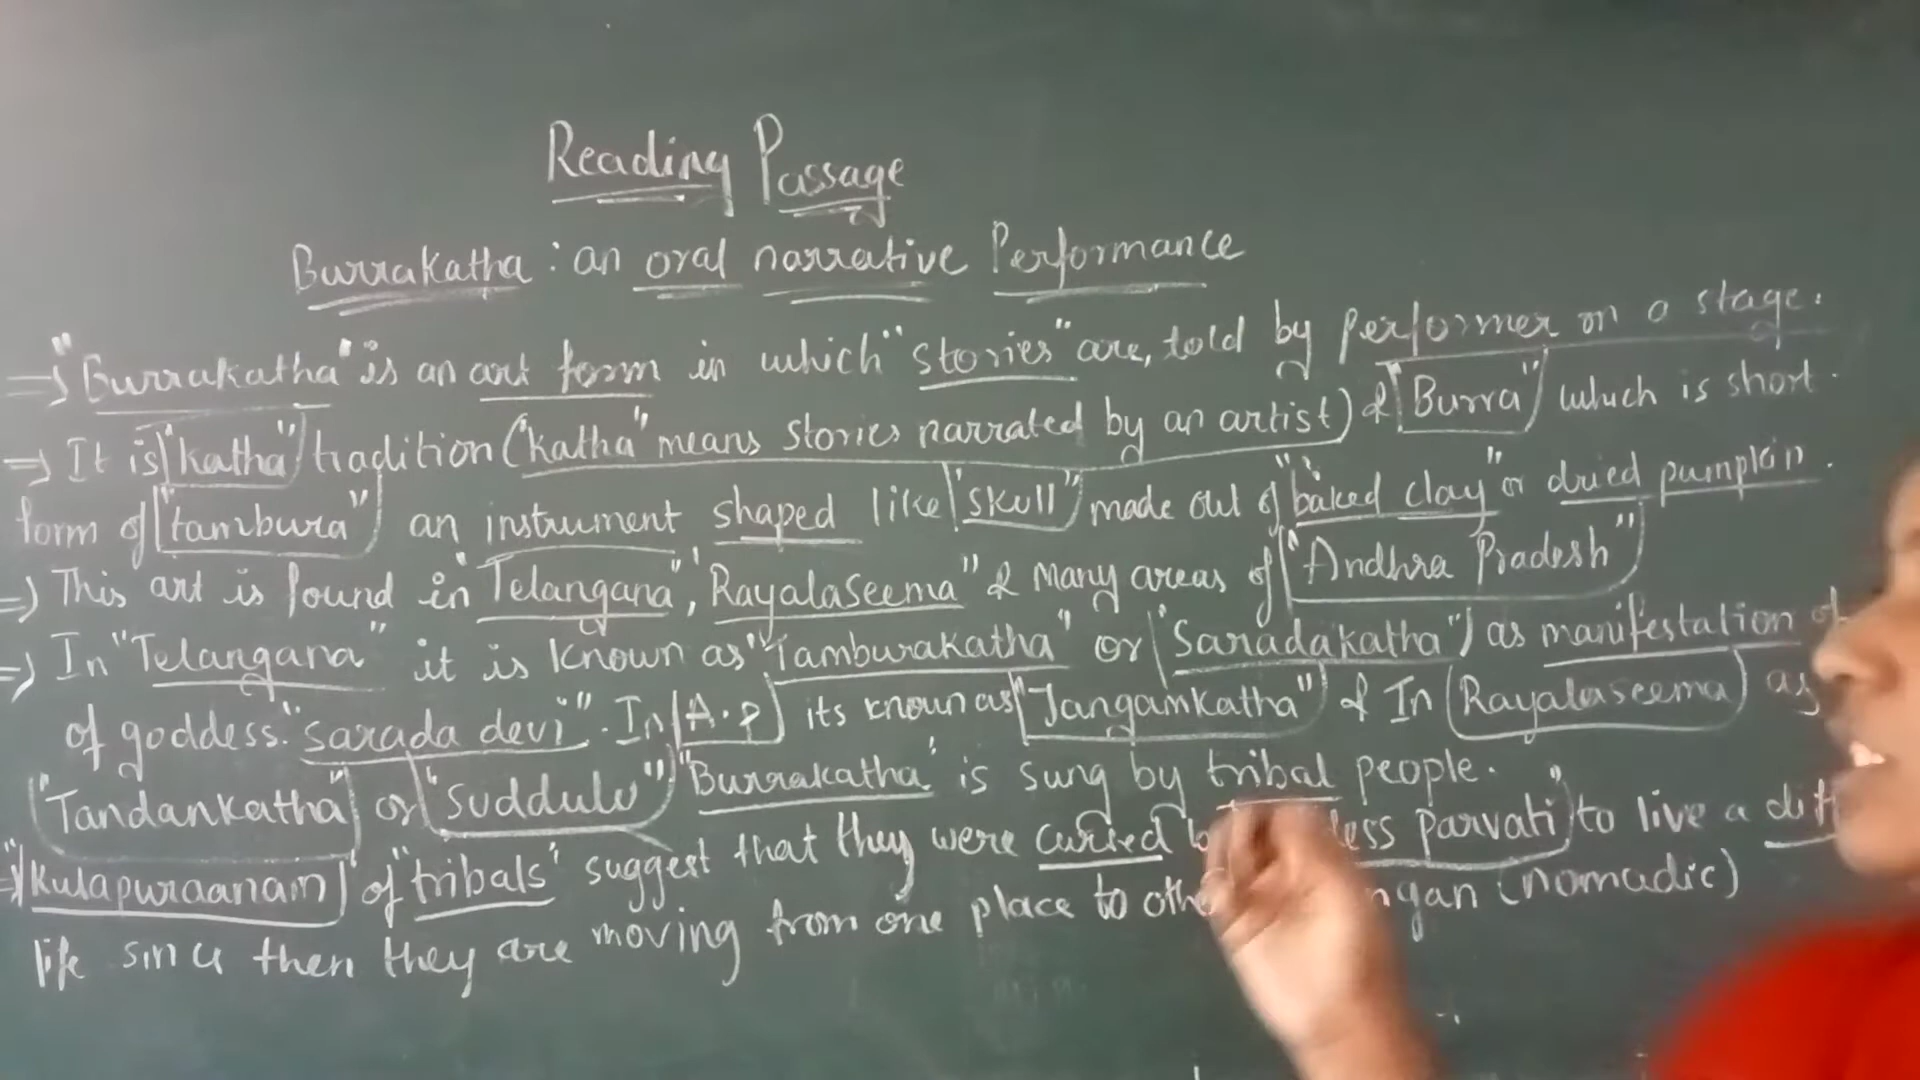 Reading Passage
Burrakatha : an oral narrative Performance
⇒ "Burrakatha" is an art form in which "stories" are, told by performer on a stage.
⇒ It is "katha" tradition ("katha" means stories narrated by an artist) & "Burra" which is short
form of "tambura" an instrument shaped like "skull" made out of "baked clay" or dried pumpkin.
⇒ This art is found in "Telangana", "Rayalaseema" & many areas of "Andhra Pradesh"
⇒ In "Telangana" it is known as "Tamburakatha" or "Saradakatha" as manifestation of
of goddess "sarada devi". In A.P its known as "Jangamkatha" & In Rayalaseema as
"Tandankatha" or "Suddulu" "Burrakatha" is sung by tribal people.
⇒ Kulapuraanam of "tribals" suggest that they were cursed parvati" to live a
life since then they are moving from one place to (nomadic)